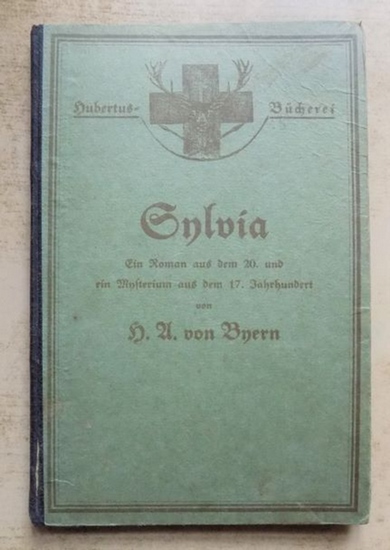 Hubertus- Bücherei
Sylvia
Ein Roman aus dem 20. und
ein Mysterium aus dem 17. Jahrhundert
von
H. A. von Byern